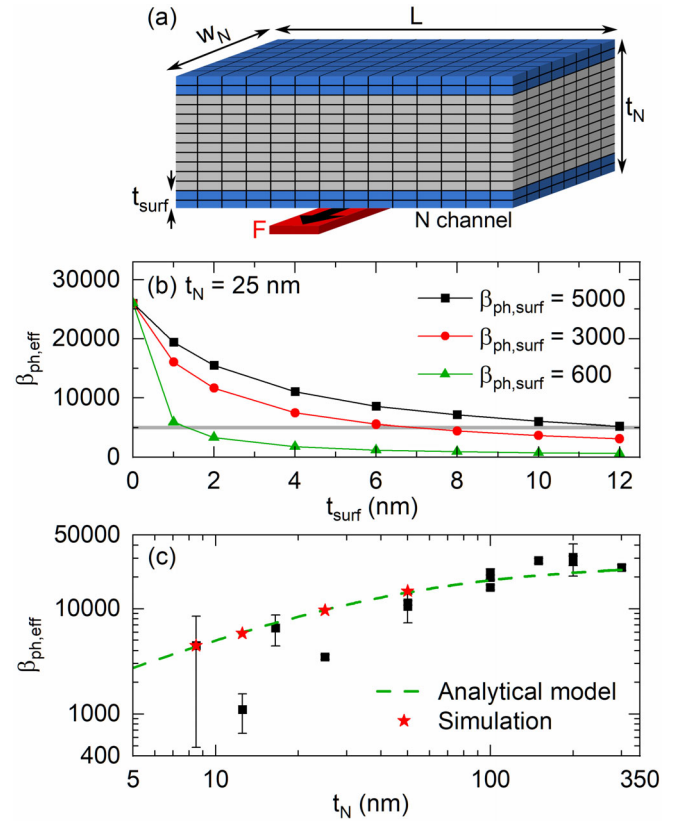 (a)
w_N
L
t_N
t_surf
F
N channel
(b) t_N = 25 nm
β_ph,surf = 5000
β_ph,surf = 3000
β_ph,surf = 600
30000
20000
10000
0
β_ph,eff
0 2 4 6 8 10 12
t_surf (nm)
(c)
50000
10000
1000
400
β_ph,eff
Analytical model
Simulation
5 10 100 350
t_N (nm)